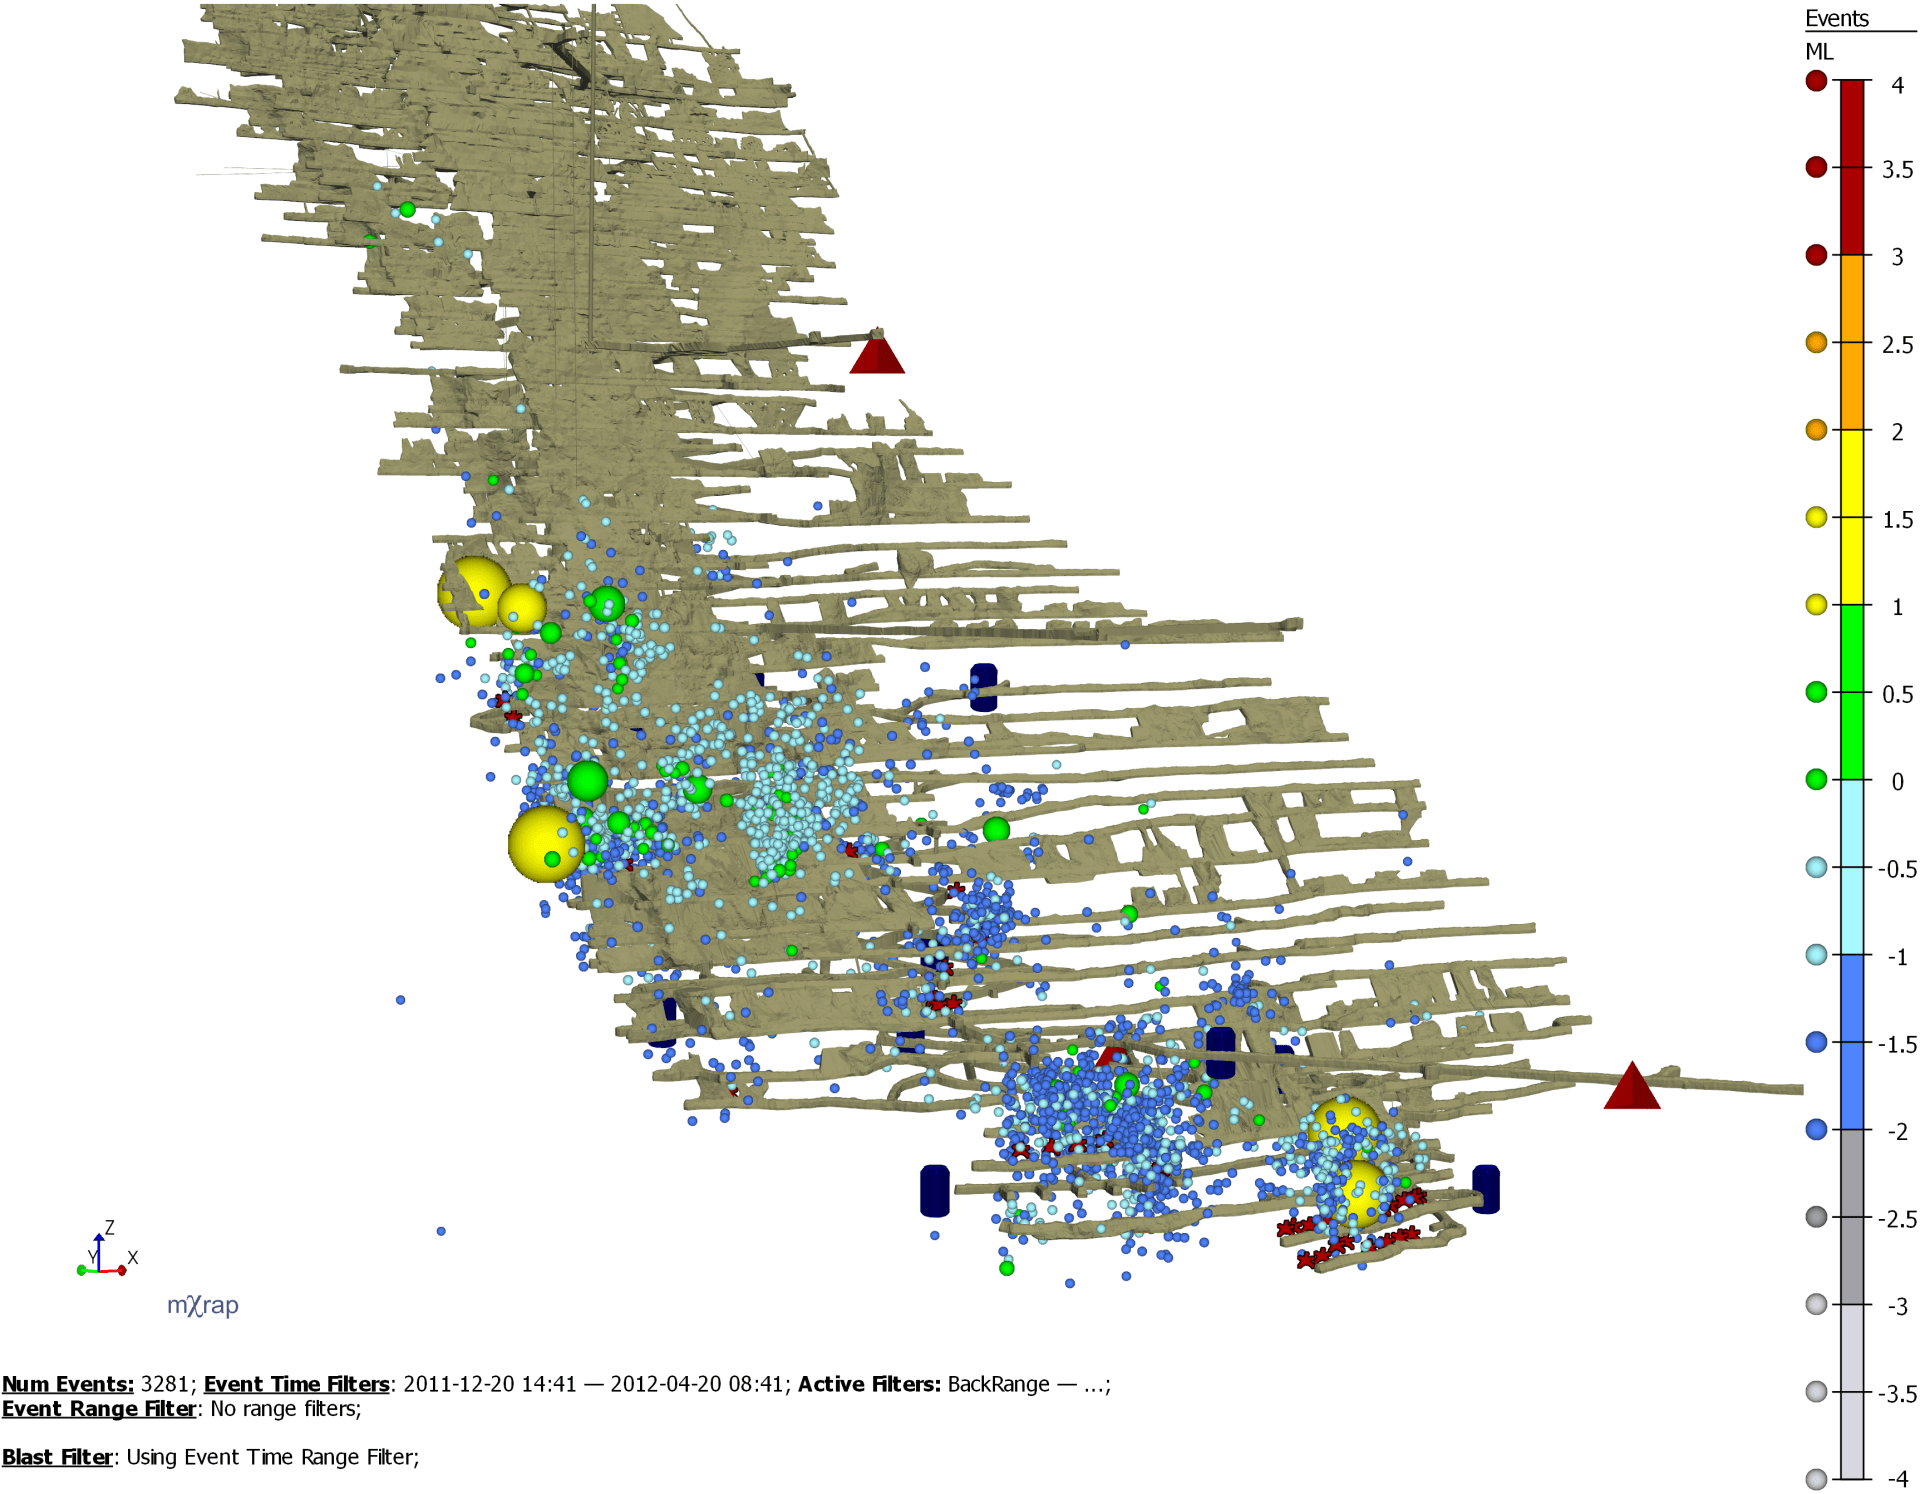 Events
ML
4
3.5
3
2.5
2
1.5
1
0.5
0
-0.5
-1
-1.5
-2
-2.5
-3
-3.5
-4
Z
Y X
mχrap
Num Events: 3281; Event Time Filters: 2011-12-20 14:41 — 2012-04-20 08:41; Active Filters: BackRange — ...;
Event Range Filter: No range filters;
Blast Filter: Using Event Time Range Filter;